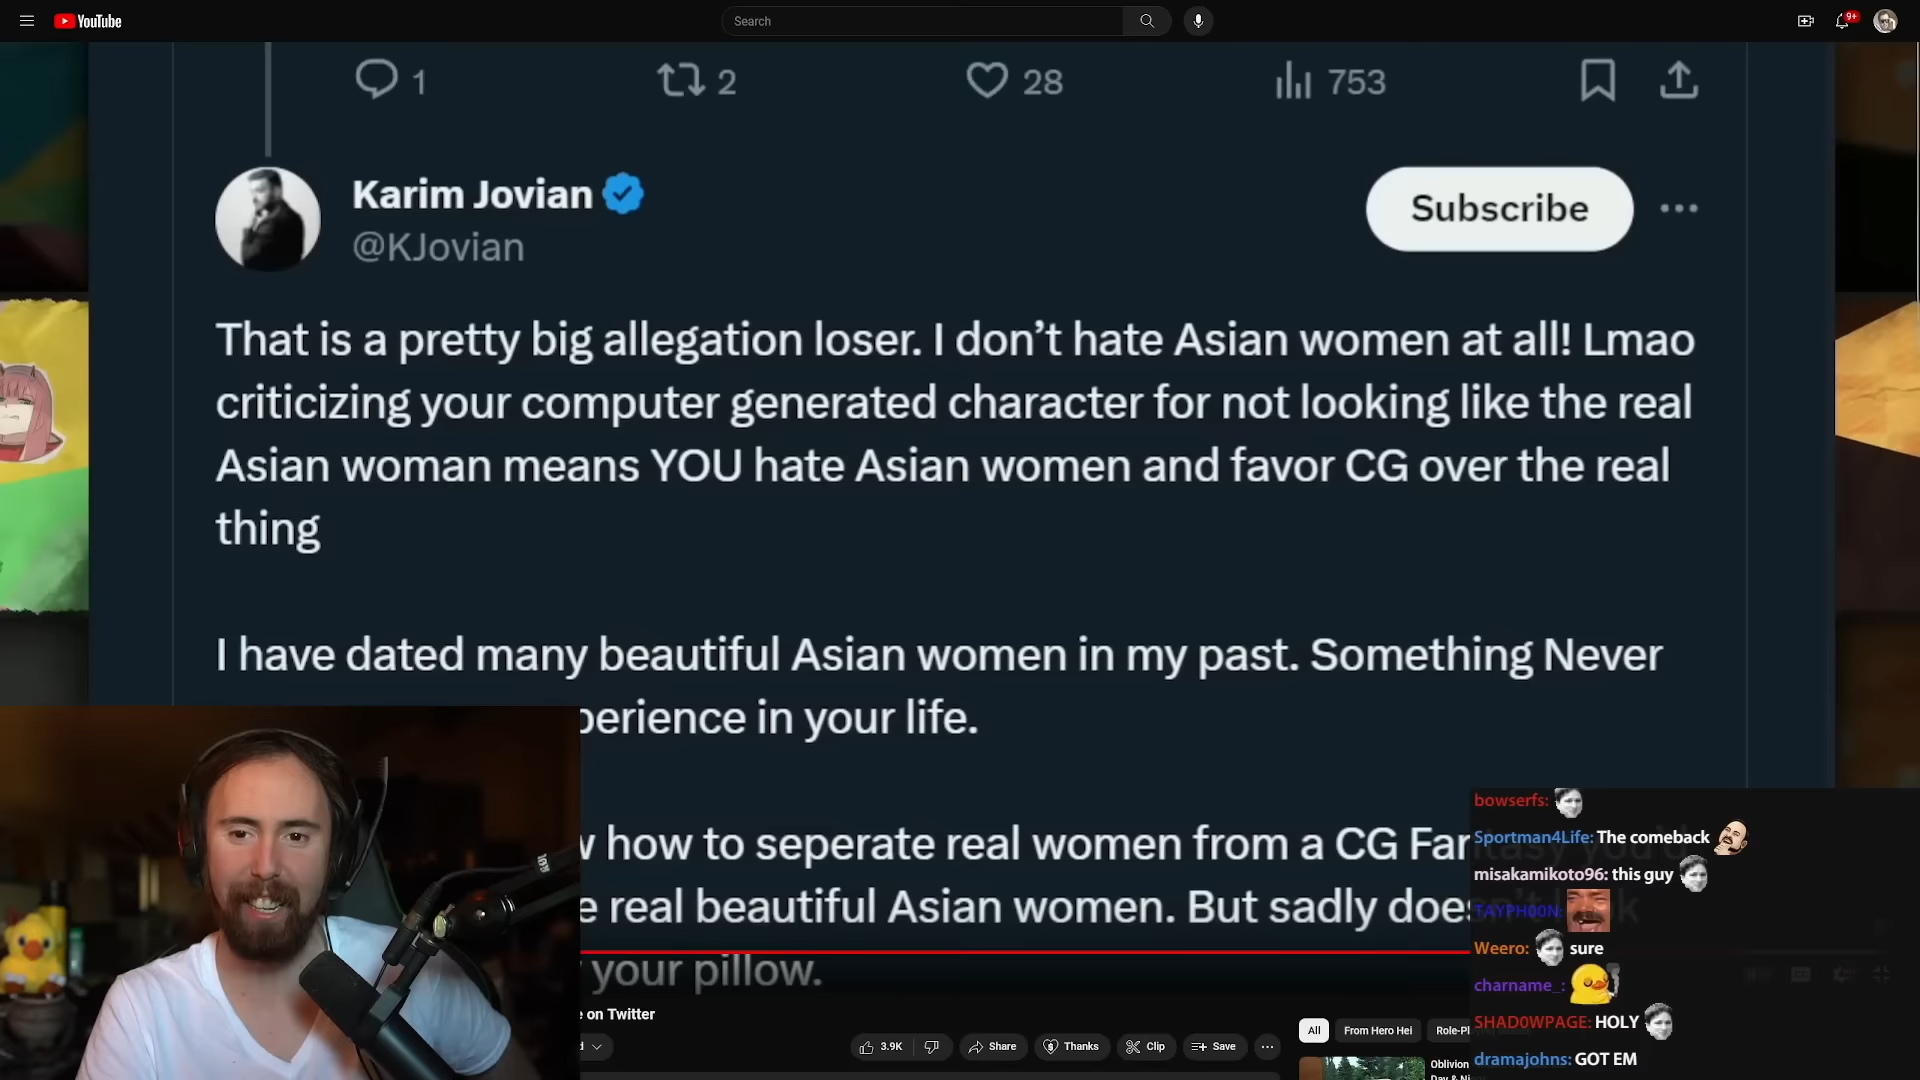 YouTube
Search
9+
1
2
28
753
Karim Jovian
@KJovian
Subscribe
That is a pretty big allegation loser. I don't hate Asian women at all! Lmao
criticizing your computer generated character for not looking like the real
Asian woman means YOU hate Asian women and favor CG over the real
thing
I have dated many beautiful Asian women in my past. Something Never
perience in your life.
how to seperate real women from a CG Fantasy
real beautiful Asian women. But sadly doesn't
your pillow.
bowserfs:
Sportman4Life: The comeback
misakamikoto96: this guy
TAYPH00N:
Weero: sure
charname_:
SHAD0WPAGE: HOLY
dramajohns: GOT EM
on Twitter
3.9K
Share
Thanks
Clip
Save
All
From Hero Hei
Oblivion